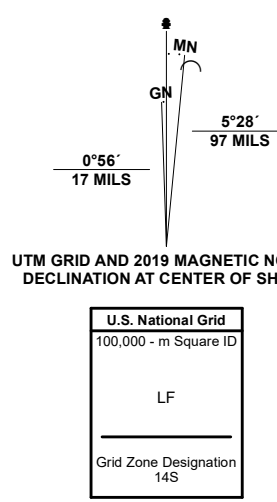 MN
GN
5°28´
97 MILS
0°56´
17 MILS
UTM GRID AND 2019 MAGNETIC N
DECLINATION AT CENTER OF SH
U.S. National Grid
100,000 - m Square ID
LF
Grid Zone Designation
14S